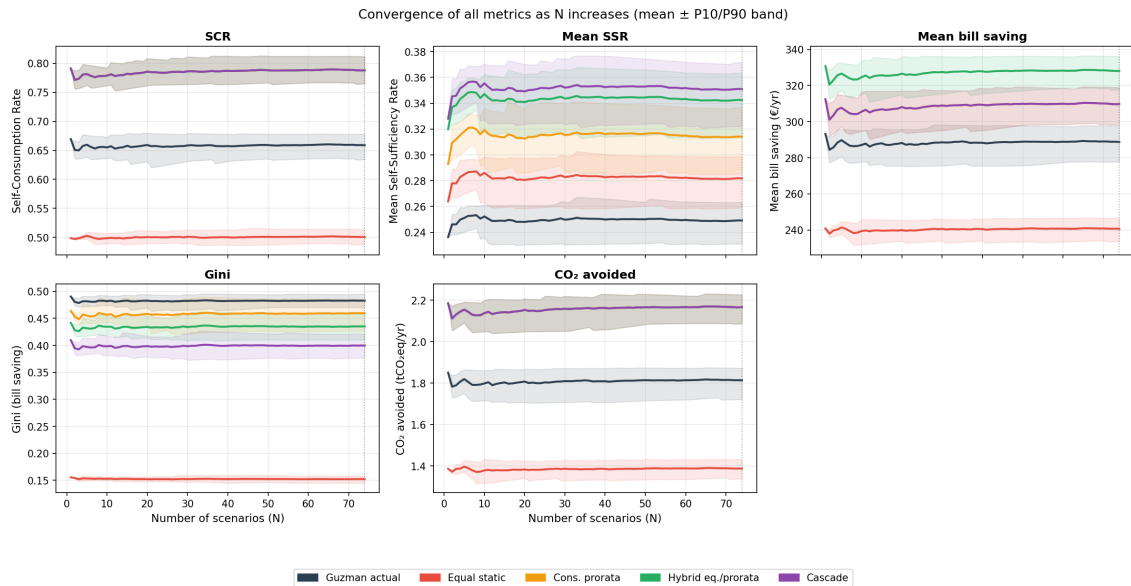 Convergence of all metrics as N increases (mean ± P10/P90 band)
SCR
Self-Consumption Rate
0.80
0.75
0.70
0.65
0.60
0.55
0.50
Mean SSR
Mean Self-Sufficiency Rate
0.38
0.36
0.34
0.32
0.30
0.28
0.26
0.24
Mean bill saving
Mean bill saving (€/yr)
340
320
300
280
260
240
Gini
Gini (bill saving)
0.50
0.45
0.40
0.35
0.30
0.25
0.20
0.15
0 10 20 30 40 50 60 70
Number of scenarios (N)
CO₂ avoided
CO₂ avoided (tCO₂eq/yr)
2.2
2.0
1.8
1.6
1.4
0 10 20 30 40 50 60 70
Number of scenarios (N)
Guzman actual Equal static Cons. prorata Hybrid eq./prorata Cascade